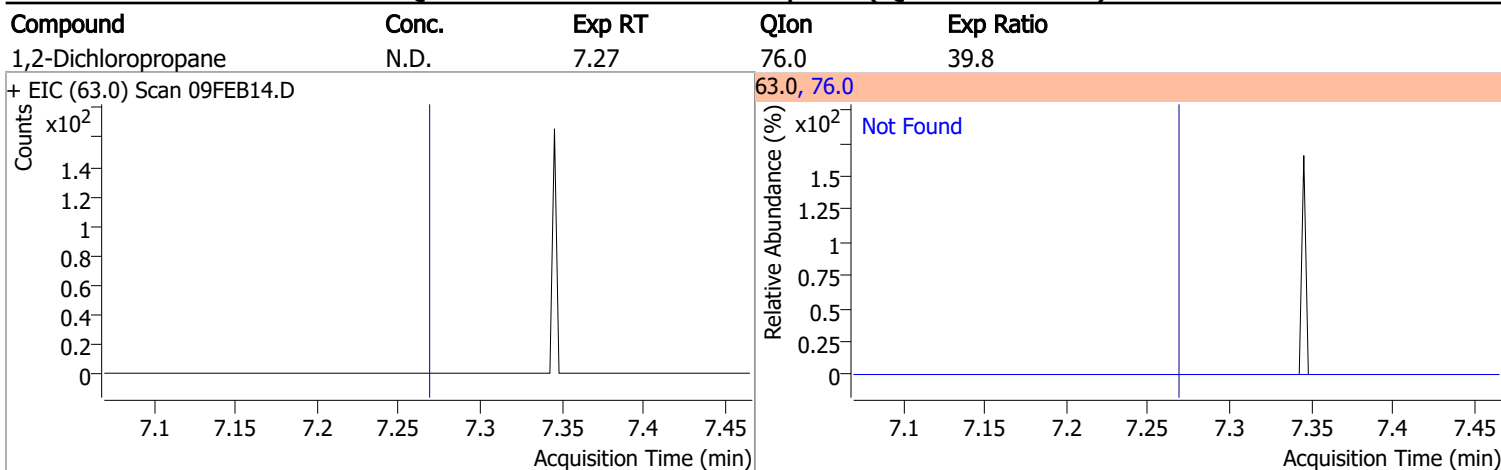 Compound Conc. Exp RT QIon Exp Ratio
1,2-Dichloropropane N.D. 7.27 76.0 39.8
+ EIC (63.0) Scan 09FEB14.D
Counts
x10²
1.4
1.2
1
0.8
0.6
0.4
0.2
0
7.1 7.15 7.2 7.25 7.3 7.35 7.4 7.45
Acquisition Time (min)
63.0, 76.0
Relative Abundance (%)
x10²
Not Found
1.5
1.25
1
0.75
0.5
0.25
0
7.1 7.15 7.2 7.25 7.3 7.35 7.4 7.45
Acquisition Time (min)